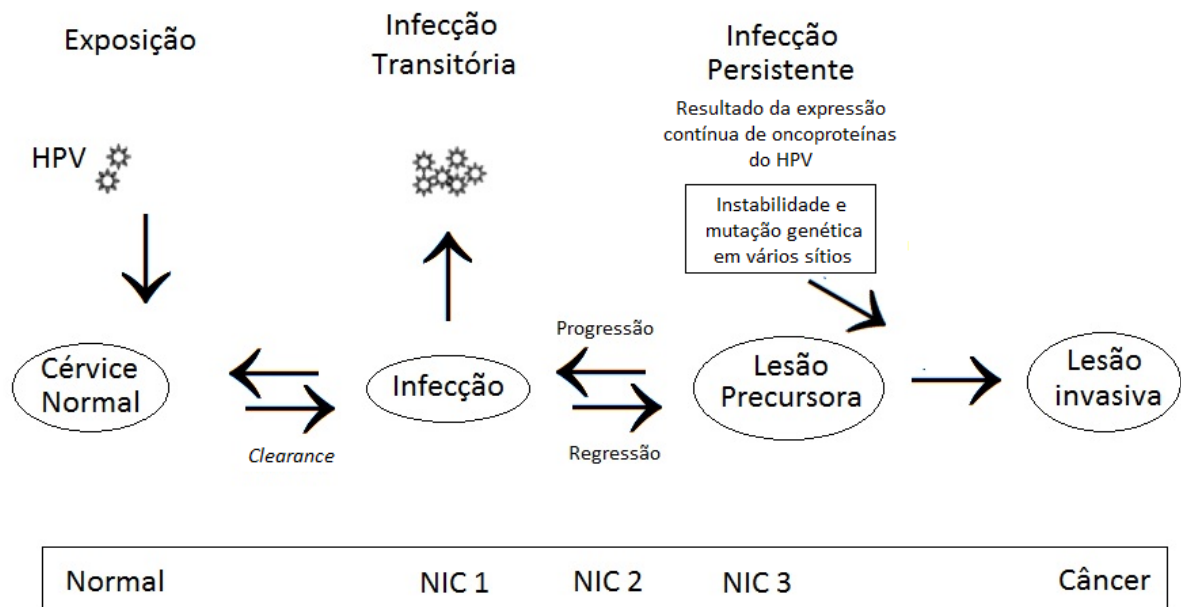 Exposição
Infecção
Transitória
Infecção
Persistente
Resultado da expressão
contínua de oncoproteínas
do HPV
HPV
Instabilidade e
mutação genética
em vários sítios
Progressão
Cérvice
Normal
Infecção
Lesão
Precursora
Lesão
invasiva
Clearance
Regressão
Normal NIC 1 NIC 2 NIC 3 Câncer